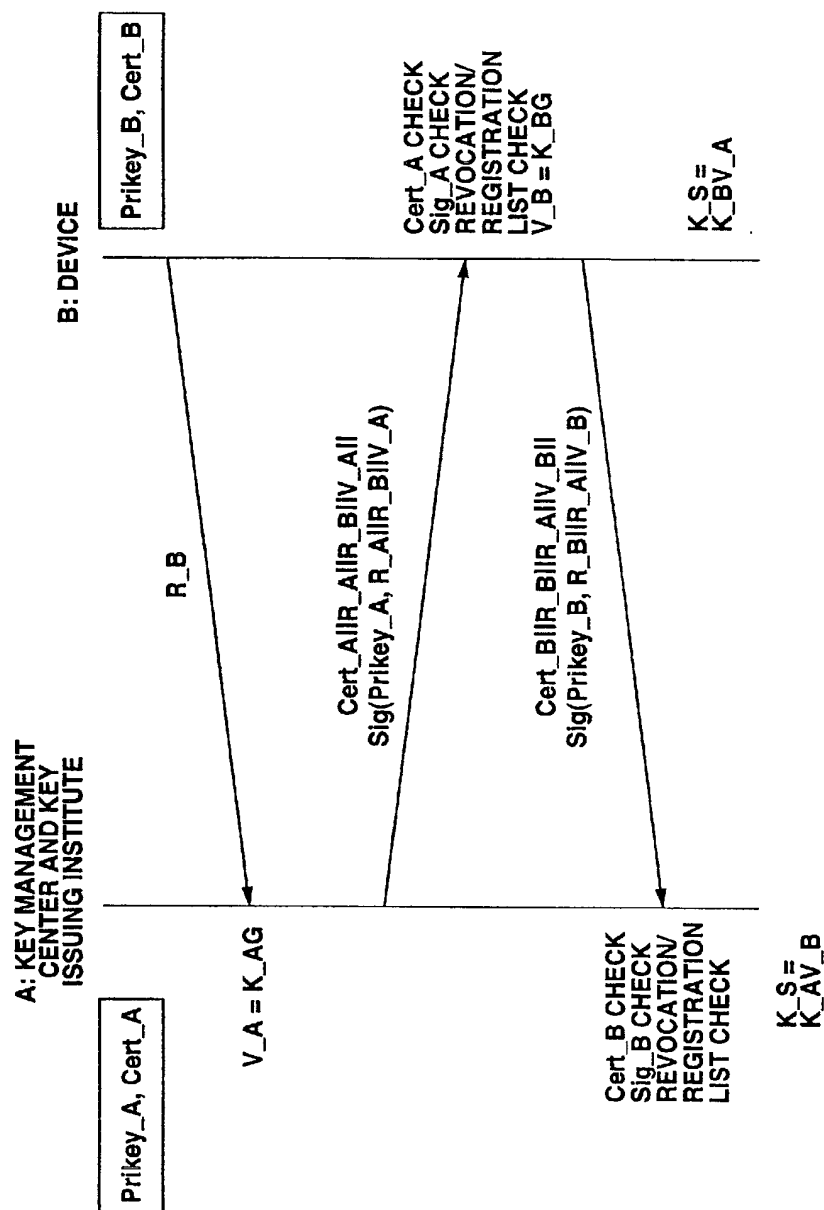 A: KEY MANAGEMENT
CENTER AND KEY
ISSUING INSTITUTE
B: DEVICE
Prikey_A, Cert_A
Prikey_B, Cert_B
R_B
V_A = K_AG
Cert_A||R_A||R_B||V_A||
Sig(Prikey_A, R_A||R_B||V_A)
Cert_A CHECK
Sig_A CHECK
REVOCATION/
REGISTRATION
LIST CHECK
V_B = K_BG
Cert_B||R_B||R_A||V_B||
Sig(Prikey_B, R_B||R_A||V_B)
Cert_B CHECK
Sig_B CHECK
REVOCATION/
REGISTRATION
LIST CHECK
K_S =
K_AV_B
K_S =
K_BV_A